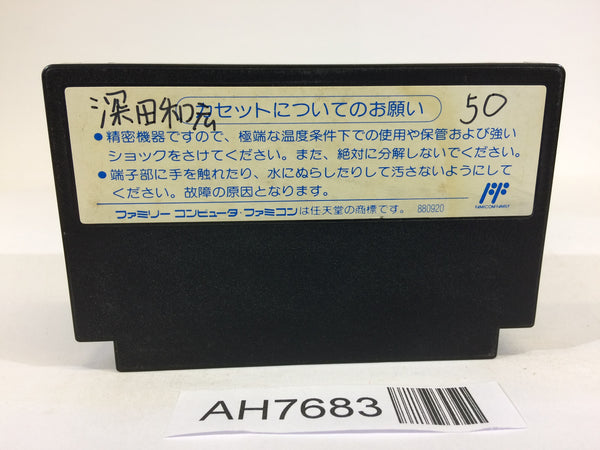 深田和宏 カセットについてのお願い 50
●精密機器ですので、極端な温度条件下での使用や保管および強い
ショックをさけてください。また、絶対に分解しないでください。
●端子部に手を触れたり、水にぬらしたりして汚さないようにして
ください。故障の原因となります。
ファミリー コンピュータ・ファミコンは任天堂の商標です。 880920
FAMICOM FAMILY
AH7683